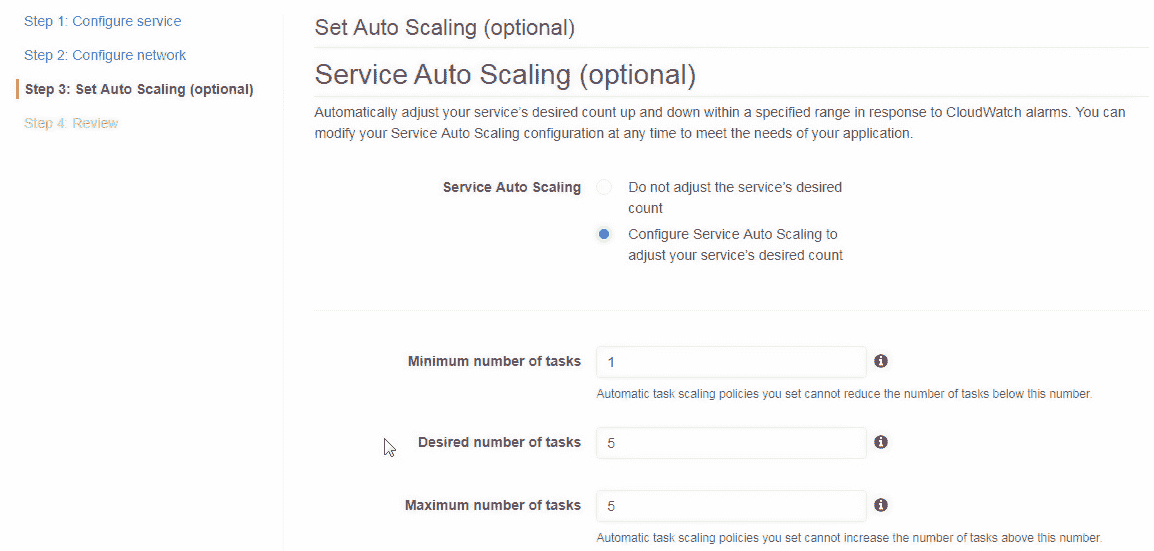 Step 1: Configure service
Step 2: Configure network
Step 3: Set Auto Scaling (optional)
Step 4: Review
Set Auto Scaling (optional)
Service Auto Scaling (optional)
Automatically adjust your service’s desired count up and down within a specified range in response to CloudWatch alarms. You can
modify your Service Auto Scaling configuration at any time to meet the needs of your application.
Service Auto Scaling
Do not adjust the service’s desired
count
Configure Service Auto Scaling to
adjust your service’s desired count
Minimum number of tasks
1
Automatic task scaling policies you set cannot reduce the number of tasks below this number.
Desired number of tasks
5
Maximum number of tasks
5
Automatic task scaling policies you set cannot increase the number of tasks above this number.